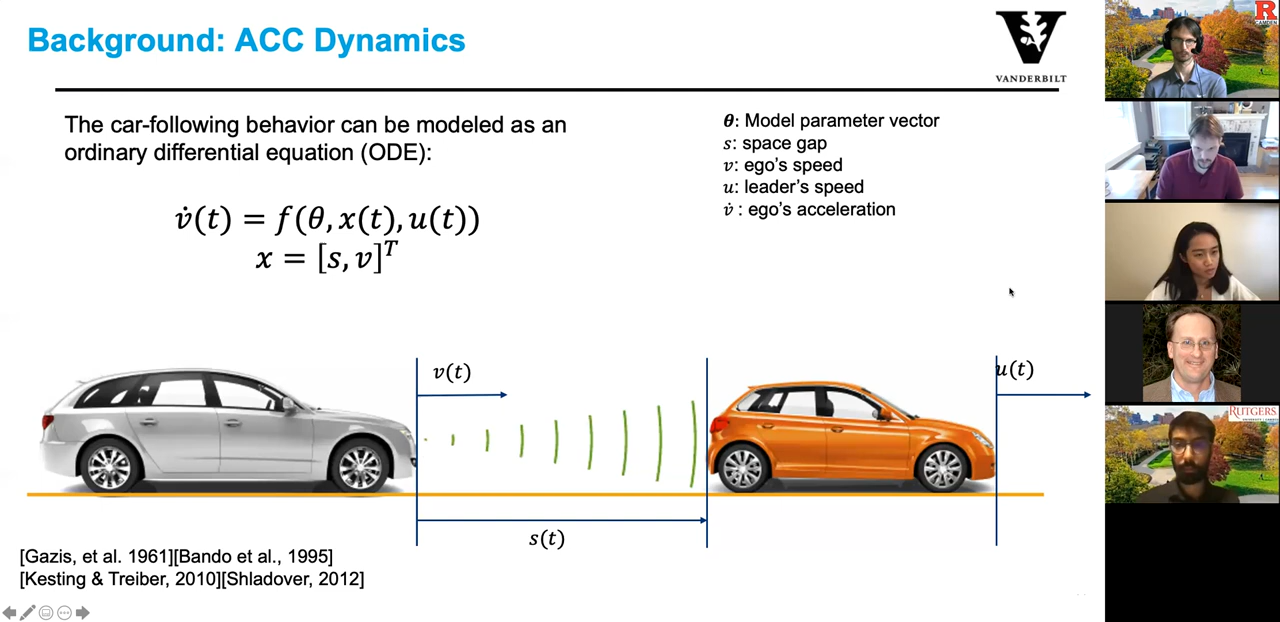 Background: ACC Dynamics
VANDERBILT
The car-following behavior can be modeled as an
ordinary differential equation (ODE):
v̇(t) = f(θ, x(t), u(t))
x = [s, v]ᵀ
θ: Model parameter vector
s: space gap
v: ego's speed
u: leader's speed
v̇ : ego's acceleration
v(t)
u(t)
s(t)
[Gazis, et al. 1961][Bando et al., 1995]
[Kesting & Treiber, 2010][Shladover, 2012]
R
CAMDEN
RUTGERS